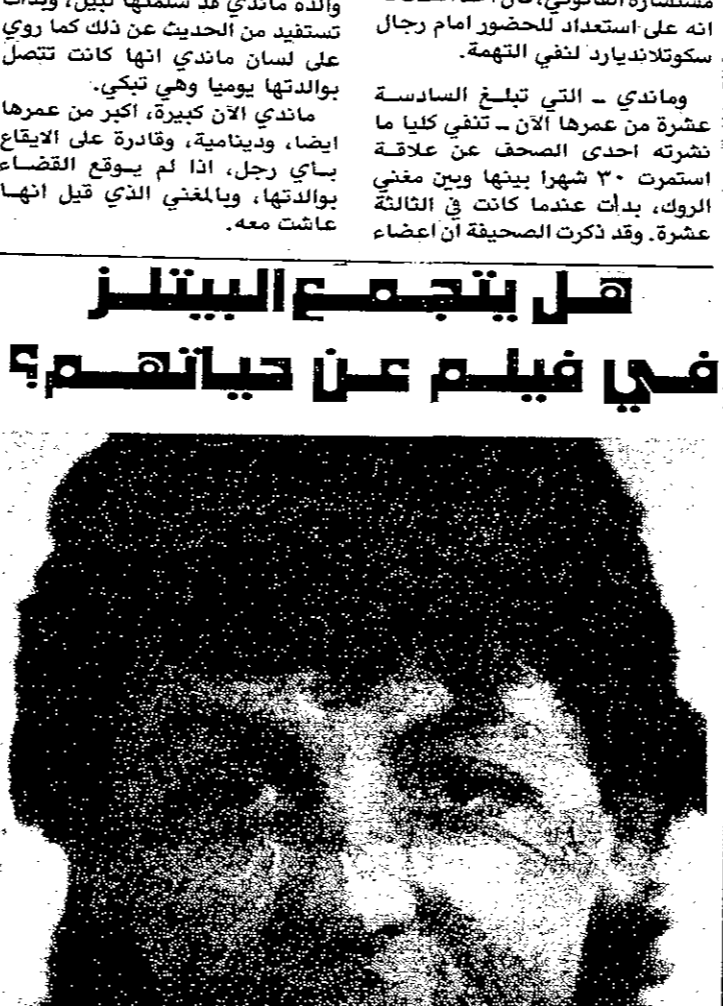 مستشاره القانوني، فان
انه على استعداد للحضور امام رجال
سكوتلانديارد لنفي التهمة.
وماندي ــ التي تبلغ السادسة
عشرة من عمرها الآن ــ تنفي كليا ما
نشرته احدى الصحف عن علاقة
استمرت ٣٠ شهرا بينها وبين مغني
الروك، بدأت عندما كانت في الثالثة
عشرة. وقد ذكرت الصحيفة ان اعضاء
والدة ماندي قد سلمتها لبيل، وبدأت
تستفيد من الحديث عن ذلك كما روي
على لسان ماندي انها كانت تتصل
بوالدتها يوميا وهي تبكي.
ماندي الآن كبيرة، اكبر من عمرها
ايضا، ودينامية، وقادرة على الايقاع
بأي رجل، اذا لم يوقع القضاء
بوالدتها، وبالمغني الذي قيل انها
عاشت معه.
هل يتجمع البيتلز
في فيلم عن حياتهم؟